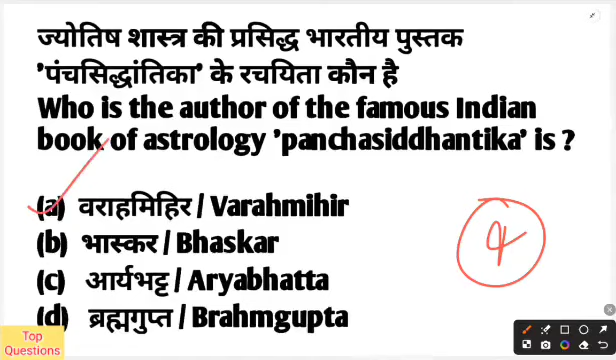 ज्योतिष शास्त्र की प्रसिद्ध भारतीय पुस्तक
'पंचसिद्धांतिका' के रचयिता कौन है
Who is the author of the famous Indian
book of astrology 'panchasiddhantika' is ?
(a) वराहमिहिर / Varahmihir
(b) भास्कर / Bhaskar
(c) आर्यभट्ट / Aryabhatta
(d) ब्रह्मगुप्त / Brahmgupta
Top
Questions